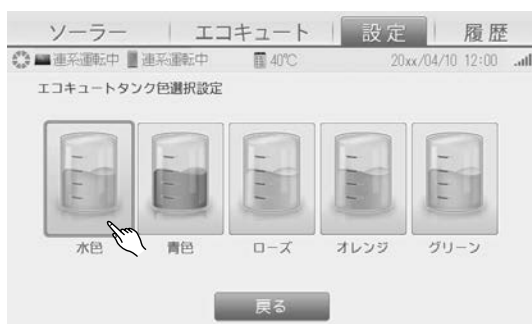 ソーラー エコキュート 設定 履歴
連系運転中 連系運転中 40℃ 20xx/04/10 12:00
エコキュートタンク色選択設定
水色 青色 ローズ オレンジ グリーン
戻る